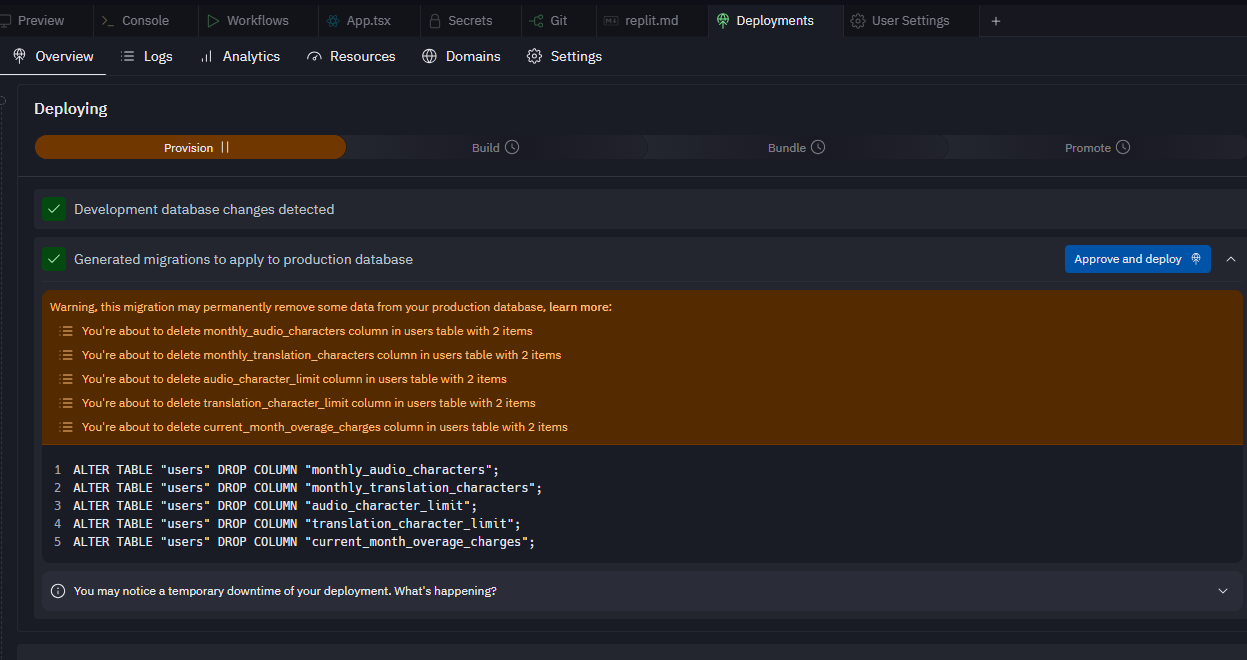 Preview Console Workflows App.tsx Secrets Git replit.md Deployments User Settings
Overview Logs Analytics Resources Domains Settings
Deploying
Provision Build Bundle Promote
Development database changes detected
Generated migrations to apply to production database Approve and deploy
Warning, this migration may permanently remove some data from your production database, learn more:
You're about to delete monthly_audio_characters column in users table with 2 items
You're about to delete monthly_translation_characters column in users table with 2 items
You're about to delete audio_character_limit column in users table with 2 items
You're about to delete translation_character_limit column in users table with 2 items
You're about to delete current_month_overage_charges column in users table with 2 items
1 ALTER TABLE "users" DROP COLUMN "monthly_audio_characters";
2 ALTER TABLE "users" DROP COLUMN "monthly_translation_characters";
3 ALTER TABLE "users" DROP COLUMN "audio_character_limit";
4 ALTER TABLE "users" DROP COLUMN "translation_character_limit";
5 ALTER TABLE "users" DROP COLUMN "current_month_overage_charges";
You may notice a temporary downtime of your deployment. What's happening?